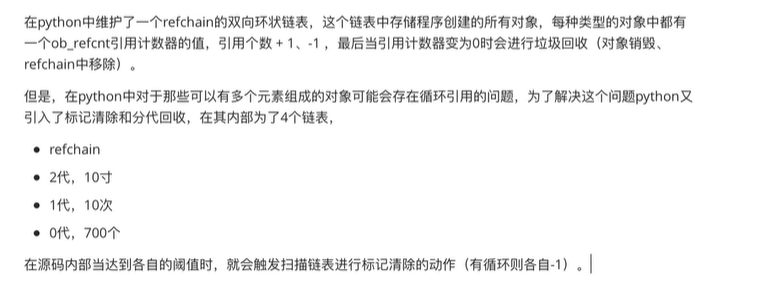 在python中维护了一个refchain的双向环状链表，这个链表中存储程序创建的所有对象，每种类型的对象中都有
一个ob_refcnt引用计数器的值，引用个数 + 1、-1 ，最后当引用计数器变为0时会进行垃圾回收（对象销毁、
refchain中移除）。
但是，在python中对于那些可以有多个元素组成的对象可能会存在循环引用的问题，为了解决这个问题python又
引入了标记清除和分代回收，在其内部为了4个链表，
• refchain
• 2代，10寸
• 1代，10次
• 0代，700个
在源码内部当达到各自的阈值时，就会触发扫描链表进行标记清除的动作（有循环则各自-1）。